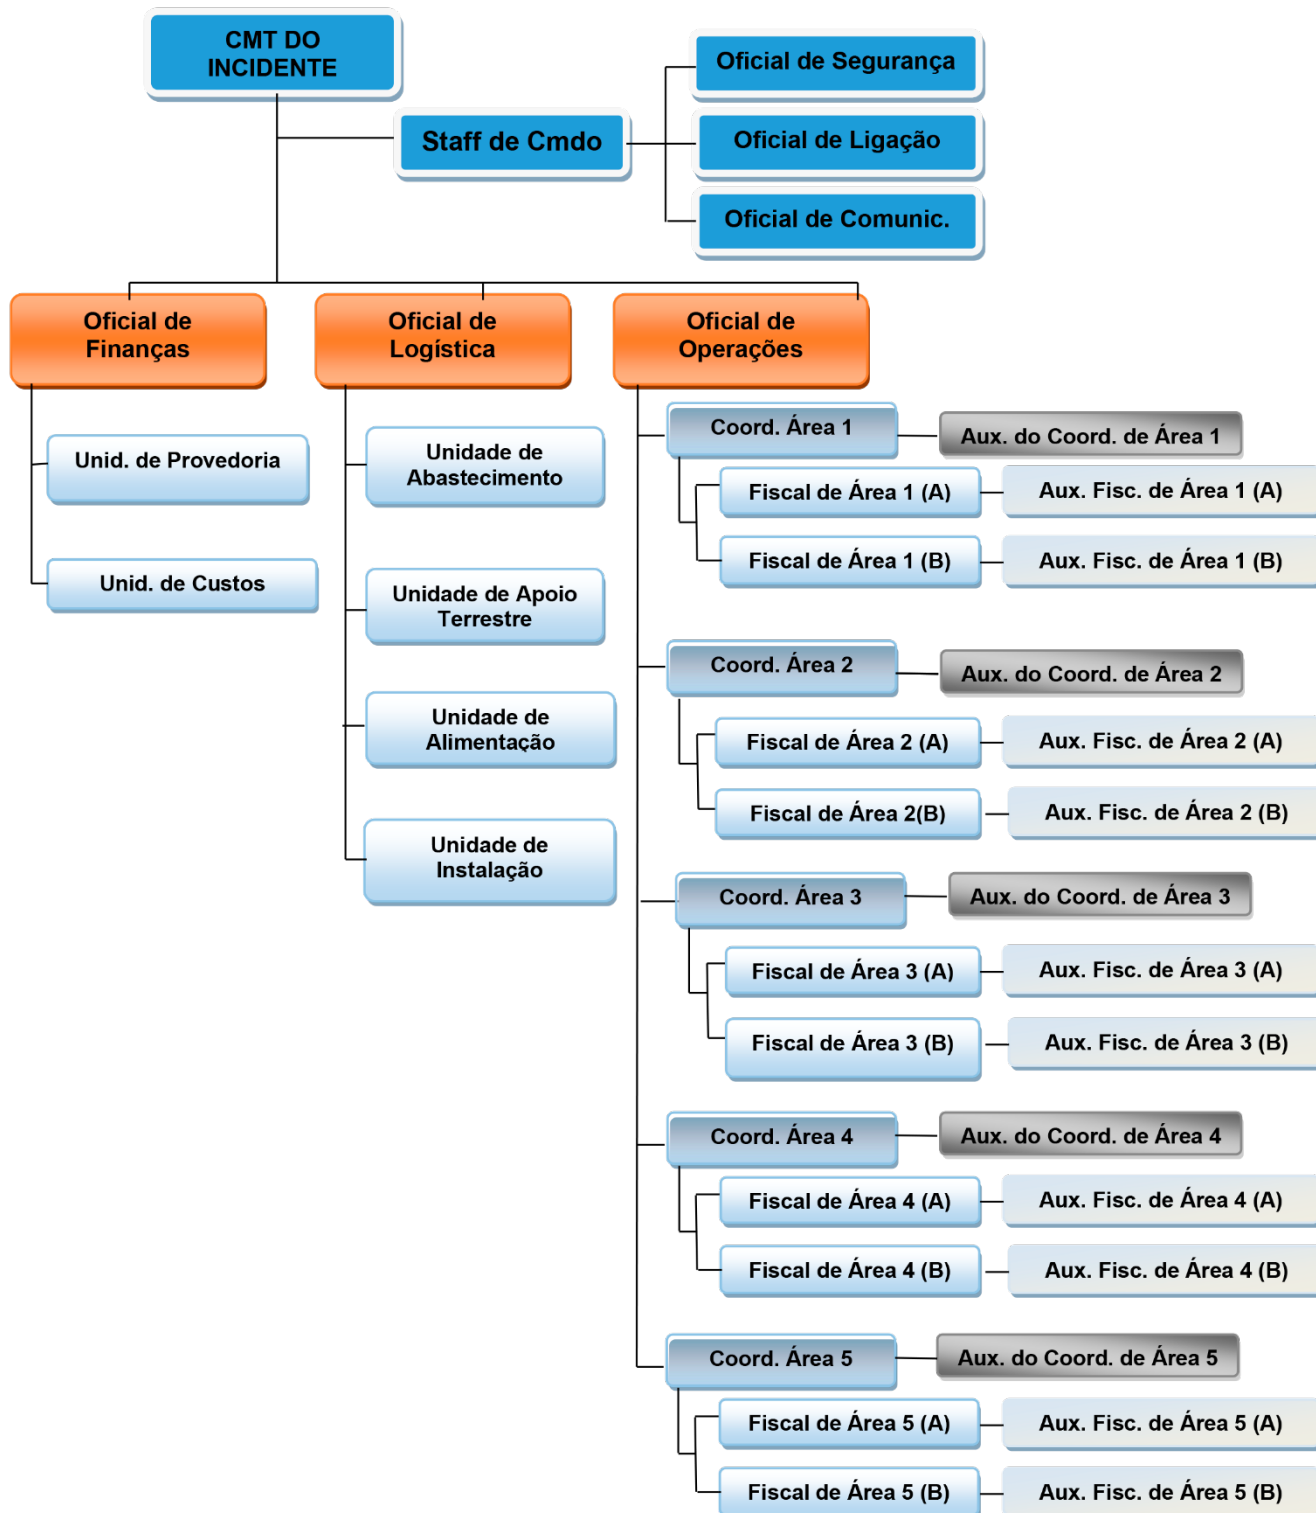 CMT DO
INCIDENTE
Oficial de Segurança
Staff de Cmdo
Oficial de Ligação
Oficial de Comunic.
Oficial de
Finanças
Unid. de Provedoria
Unid. de Custos
Oficial de
Logística
Unidade de
Abastecimento
Unidade de Apoio
Terrestre
Unidade de
Alimentação
Unidade de
Instalação
Oficial de
Operações
Coord. Área 1
Aux. do Coord. de Área 1
Fiscal de Área 1 (A)
Aux. Fisc. de Área 1 (A)
Fiscal de Área 1 (B)
Aux. Fisc. de Área 1 (B)
Coord. Área 2
Aux. do Coord. de Área 2
Fiscal de Área 2 (A)
Aux. Fisc. de Área 2 (A)
Fiscal de Área 2(B)
Aux. Fisc. de Área 2 (B)
Coord. Área 3
Aux. do Coord. de Área 3
Fiscal de Área 3 (A)
Aux. Fisc. de Área 3 (A)
Fiscal de Área 3 (B)
Aux. Fisc. de Área 3 (B)
Coord. Área 4
Aux. do Coord. de Área 4
Fiscal de Área 4 (A)
Aux. Fisc. de Área 4 (A)
Fiscal de Área 4 (B)
Aux. Fisc. de Área 4 (B)
Coord. Área 5
Aux. do Coord. de Área 5
Fiscal de Área 5 (A)
Aux. Fisc. de Área 5 (A)
Fiscal de Área 5 (B)
Aux. Fisc. de Área 5 (B)